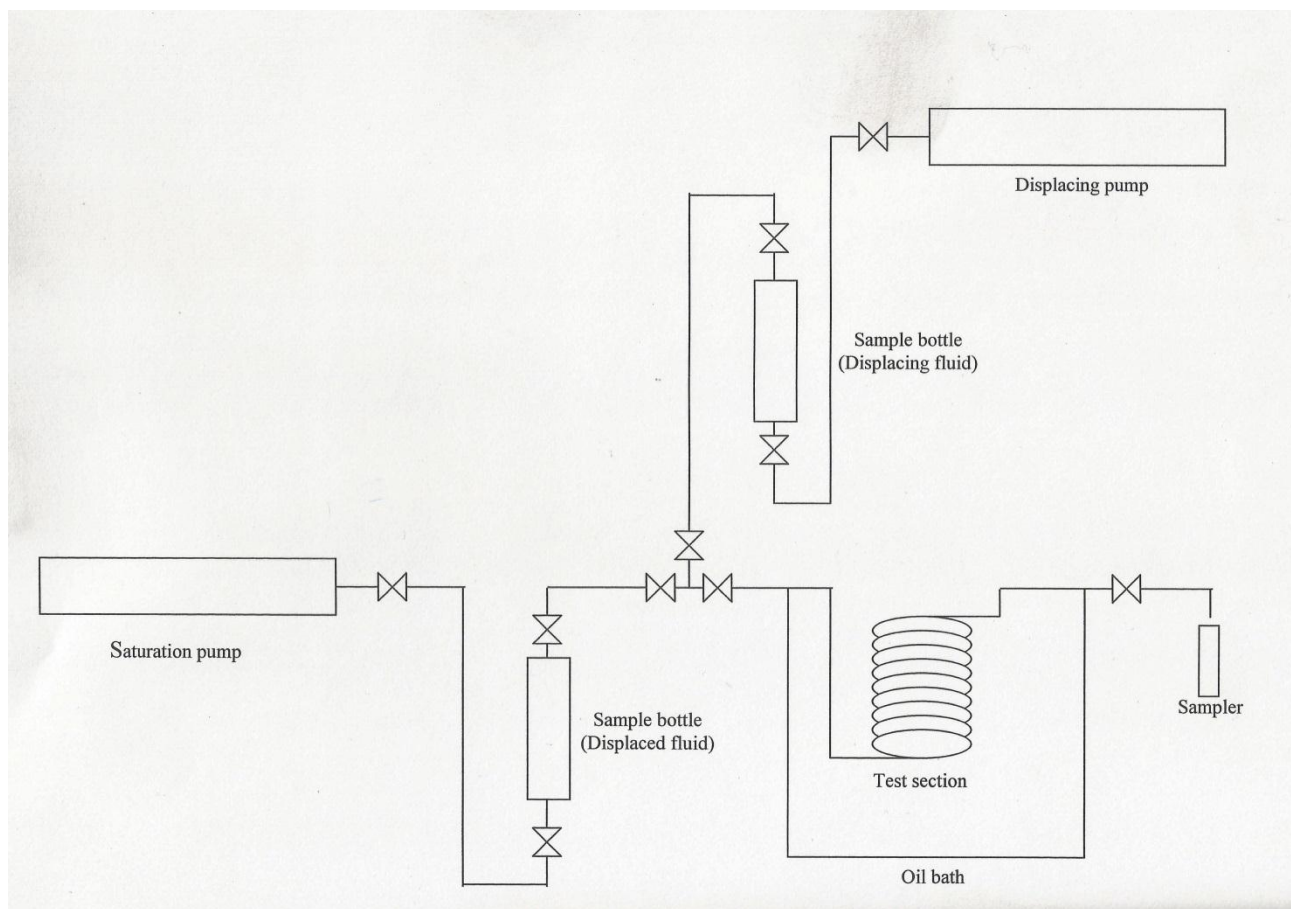 Displacing pump
Sample bottle
(Displacing fluid)
Saturation pump
Sample bottle
(Displaced fluid)
Sampler
Test section
Oil bath